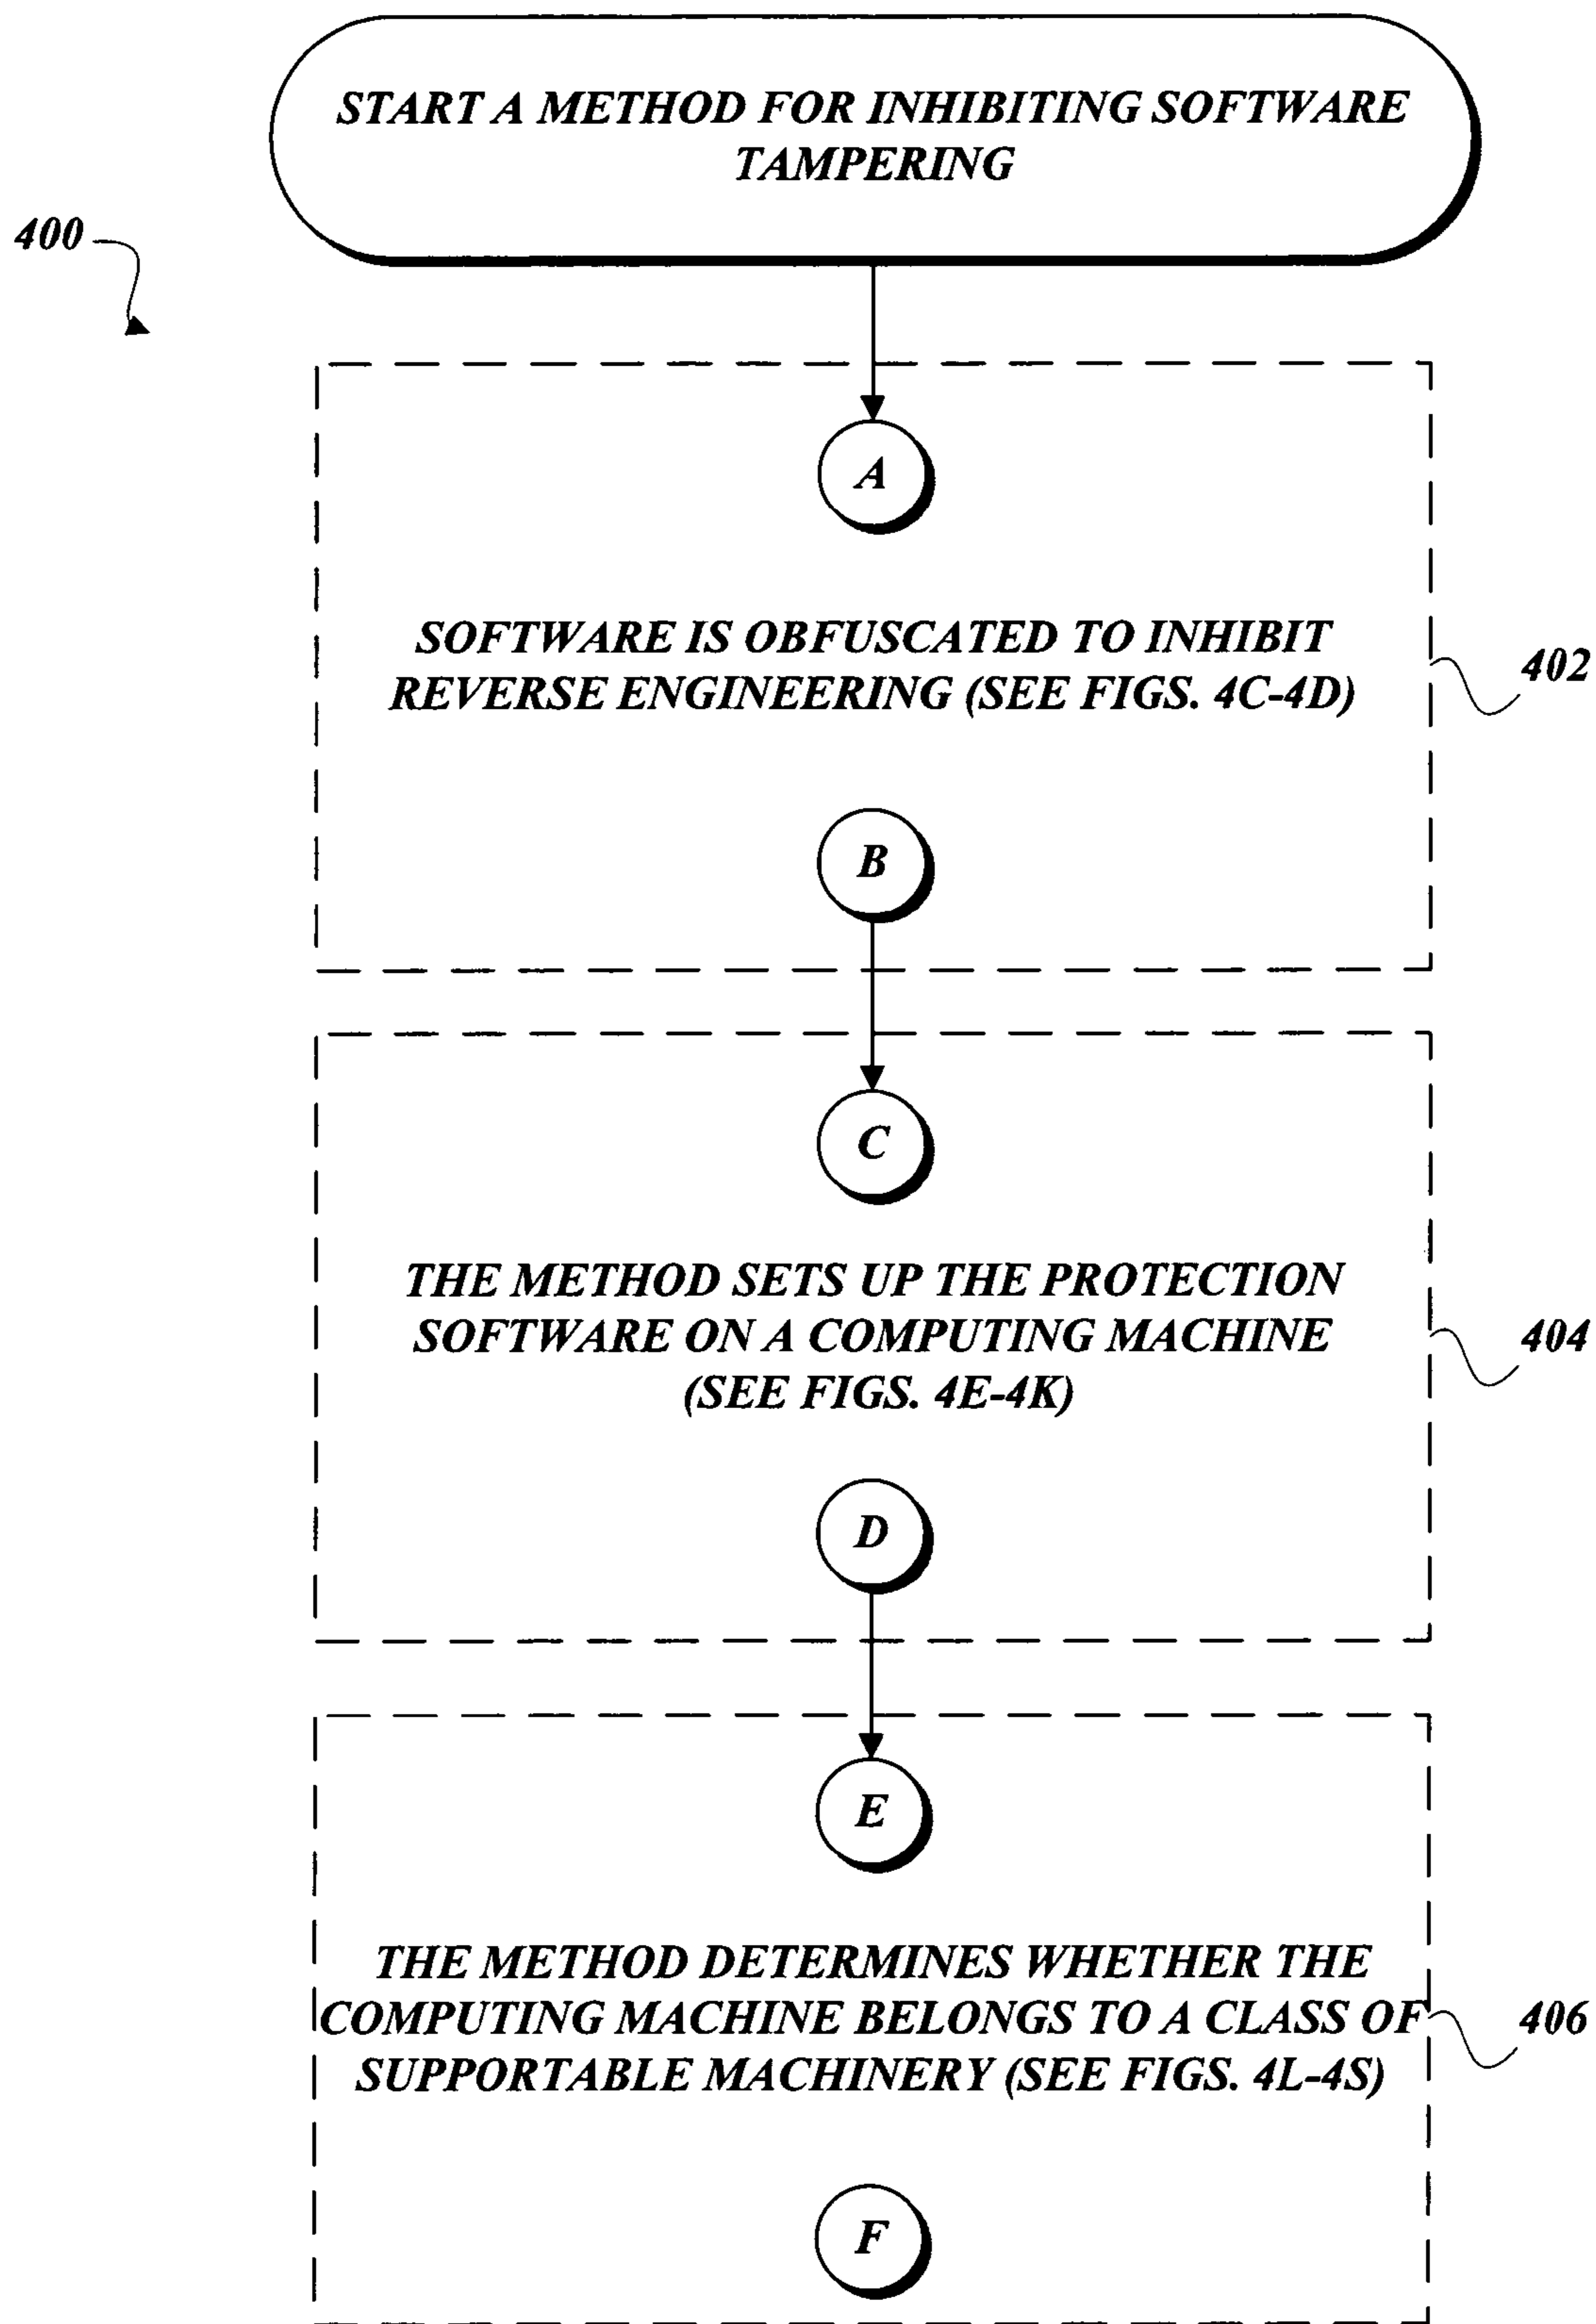 START A METHOD FOR INHIBITING SOFTWARE
TAMPERING
400
A
SOFTWARE IS OBFUSCATED TO INHIBIT
REVERSE ENGINEERING (SEE FIGS. 4C-4D)
402
B
C
THE METHOD SETS UP THE PROTECTION
SOFTWARE ON A COMPUTING MACHINE
(SEE FIGS. 4E-4K)
404
D
E
THE METHOD DETERMINES WHETHER THE
COMPUTING MACHINE BELONGS TO A CLASS OF
SUPPORTABLE MACHINERY (SEE FIGS. 4L-4S)
406
F